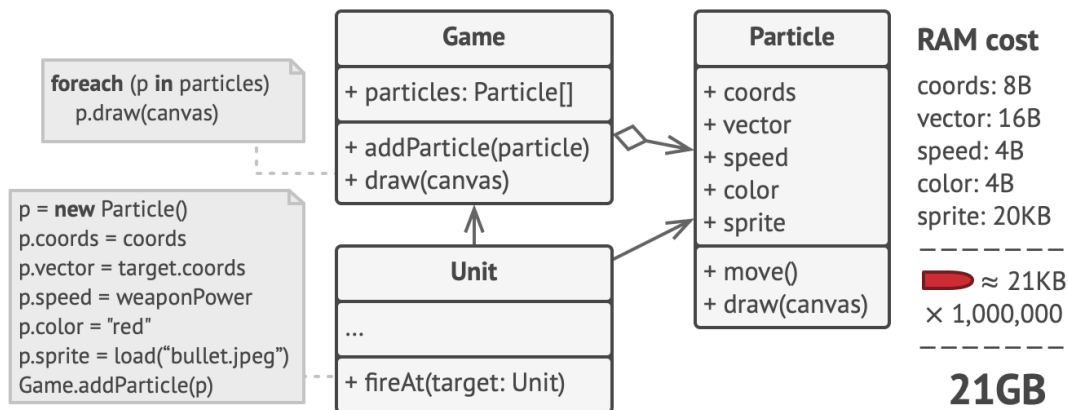 foreach (p in particles)
p.draw(canvas)
p = new Particle()
p.coords = coords
p.vector = target.coords
p.speed = weaponPower
p.color = "red"
p.sprite = load(“bullet.jpeg”)
Game.addParticle(p)
Game
+ particles: Particle[]
+ addParticle(particle)
+ draw(canvas)
Unit
...
+ fireAt(target: Unit)
Particle
+ coords
+ vector
+ speed
+ color
+ sprite
+ move()
+ draw(canvas)
RAM cost
coords: 8B
vector: 16B
speed: 4B
color: 4B
sprite: 20KB
≈ 21KB
× 1,000,000
21GB